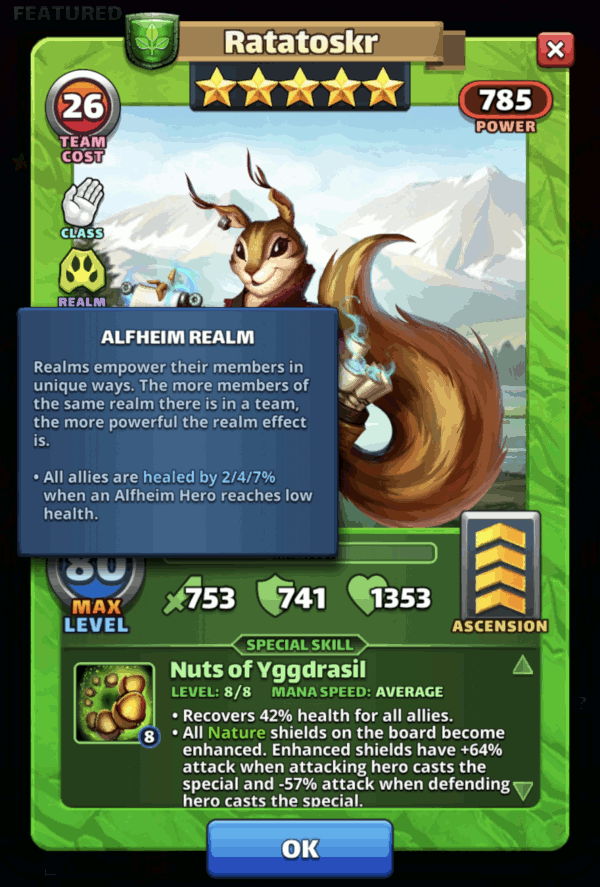 FEATURED
Ratatoskr
26
TEAM
COST
785
POWER
CLASS
REALM
ALFHEIM REALM
Realms empower their members in
unique ways. The more members of
the same realm there is in a team,
the more powerful the realm effect
is.
• All allies are healed by 2/4/7%
when an Alfheim Hero reaches low
health.
80
MAX
LEVEL
753
741
1353
ASCENSION
SPECIAL SKILL
Nuts of Yggdrasil
LEVEL: 8/8 MANA SPEED: AVERAGE
8
• Recovers 42% health for all allies.
• All Nature shields on the board become
enhanced. Enhanced shields have +64%
attack when attacking hero casts the
special and -57% attack when defending
hero casts the special.
OK